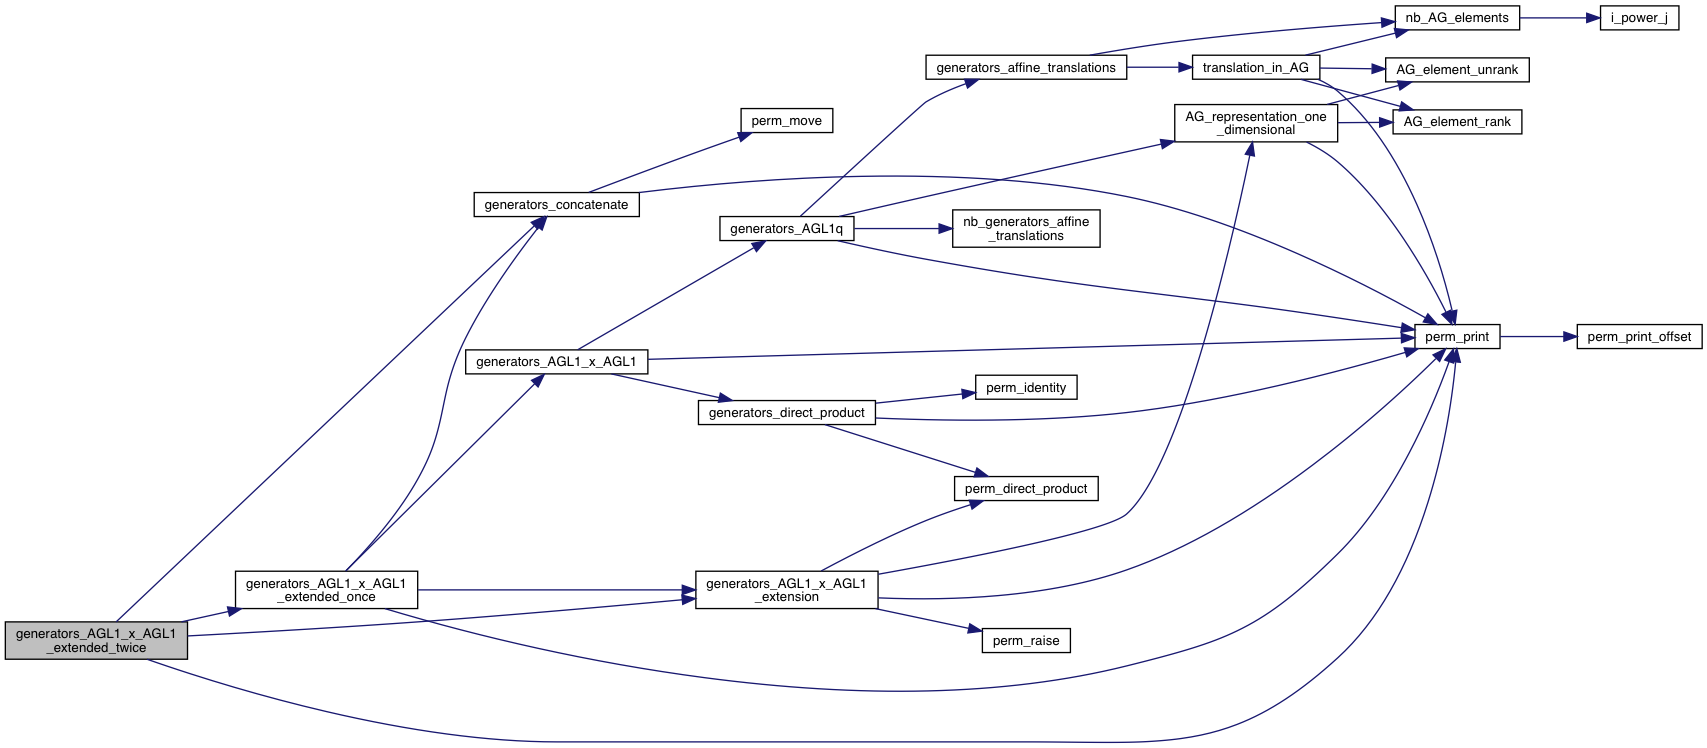 nb_AG_elements
i_power_j
generators_affine_translations
translation_in_AG
AG_element_unrank
perm_move
AG_representation_one
_dimensional
AG_element_rank
generators_concatenate
generators_AGL1q
nb_generators_affine
_translations
perm_print
perm_print_offset
generators_AGL1_x_AGL1
perm_identity
generators_direct_product
perm_direct_product
generators_AGL1_x_AGL1
_extended_once
generators_AGL1_x_AGL1
_extension
generators_AGL1_x_AGL1
_extended_twice
perm_raise